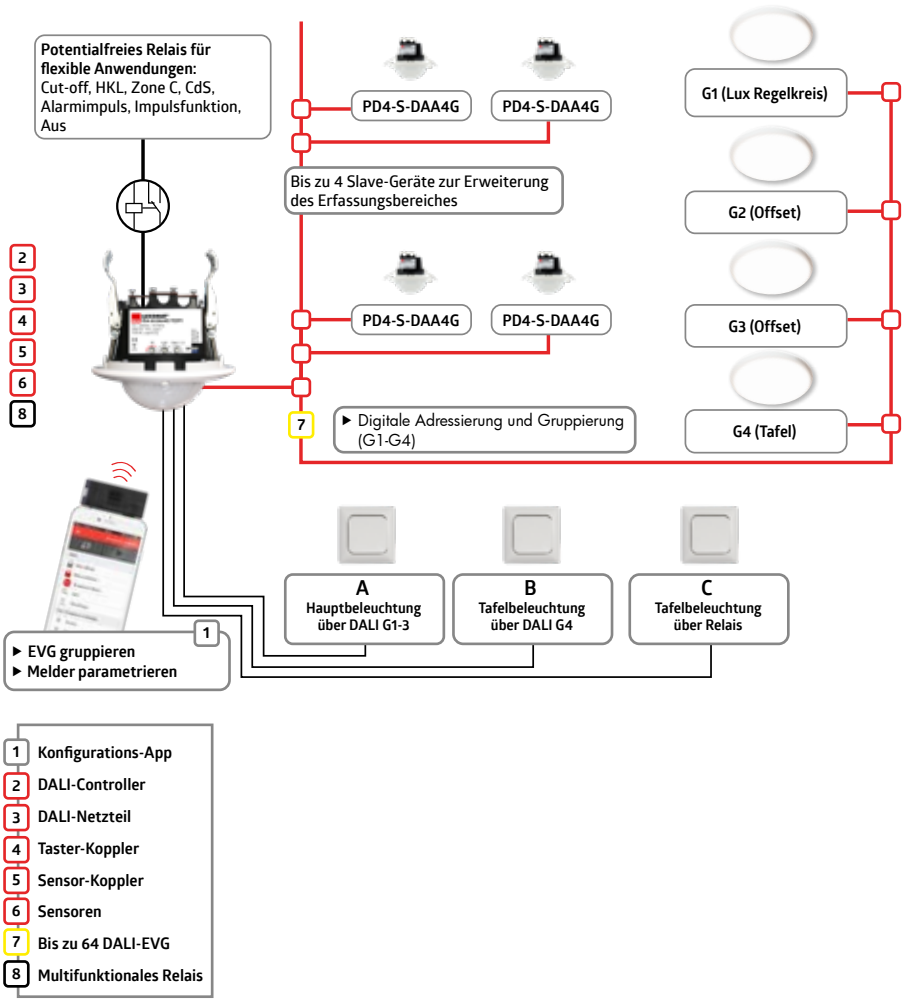 Potentialfreies Relais für
flexible Anwendungen:
Cut-off, HKL, Zone C, CdS,
Alarmimpuls, Impulsfunktion,
Aus
PD4-S-DAA4G
PD4-S-DAA4G
Bis zu 4 Slave-Geräte zur Erweiterung
des Erfassungsbereiches
PD4-S-DAA4G
PD4-S-DAA4G
G1 (Lux Regelkreis)
G2 (Offset)
G3 (Offset)
G4 (Tafel)
2
3
4
5
6
8
7
▶ Digitale Adressierung und Gruppierung
(G1-G4)
A
Hauptbeleuchtung
über DALI G1-3
B
Tafelbeleuchtung
über DALI G4
C
Tafelbeleuchtung
über Relais
1
▶ EVG gruppieren
▶ Melder parametrieren
1 Konfigurations-App
2 DALI-Controller
3 DALI-Netzteil
4 Taster-Koppler
5 Sensor-Koppler
6 Sensoren
7 Bis zu 64 DALI-EVG
8 Multifunktionales Relais